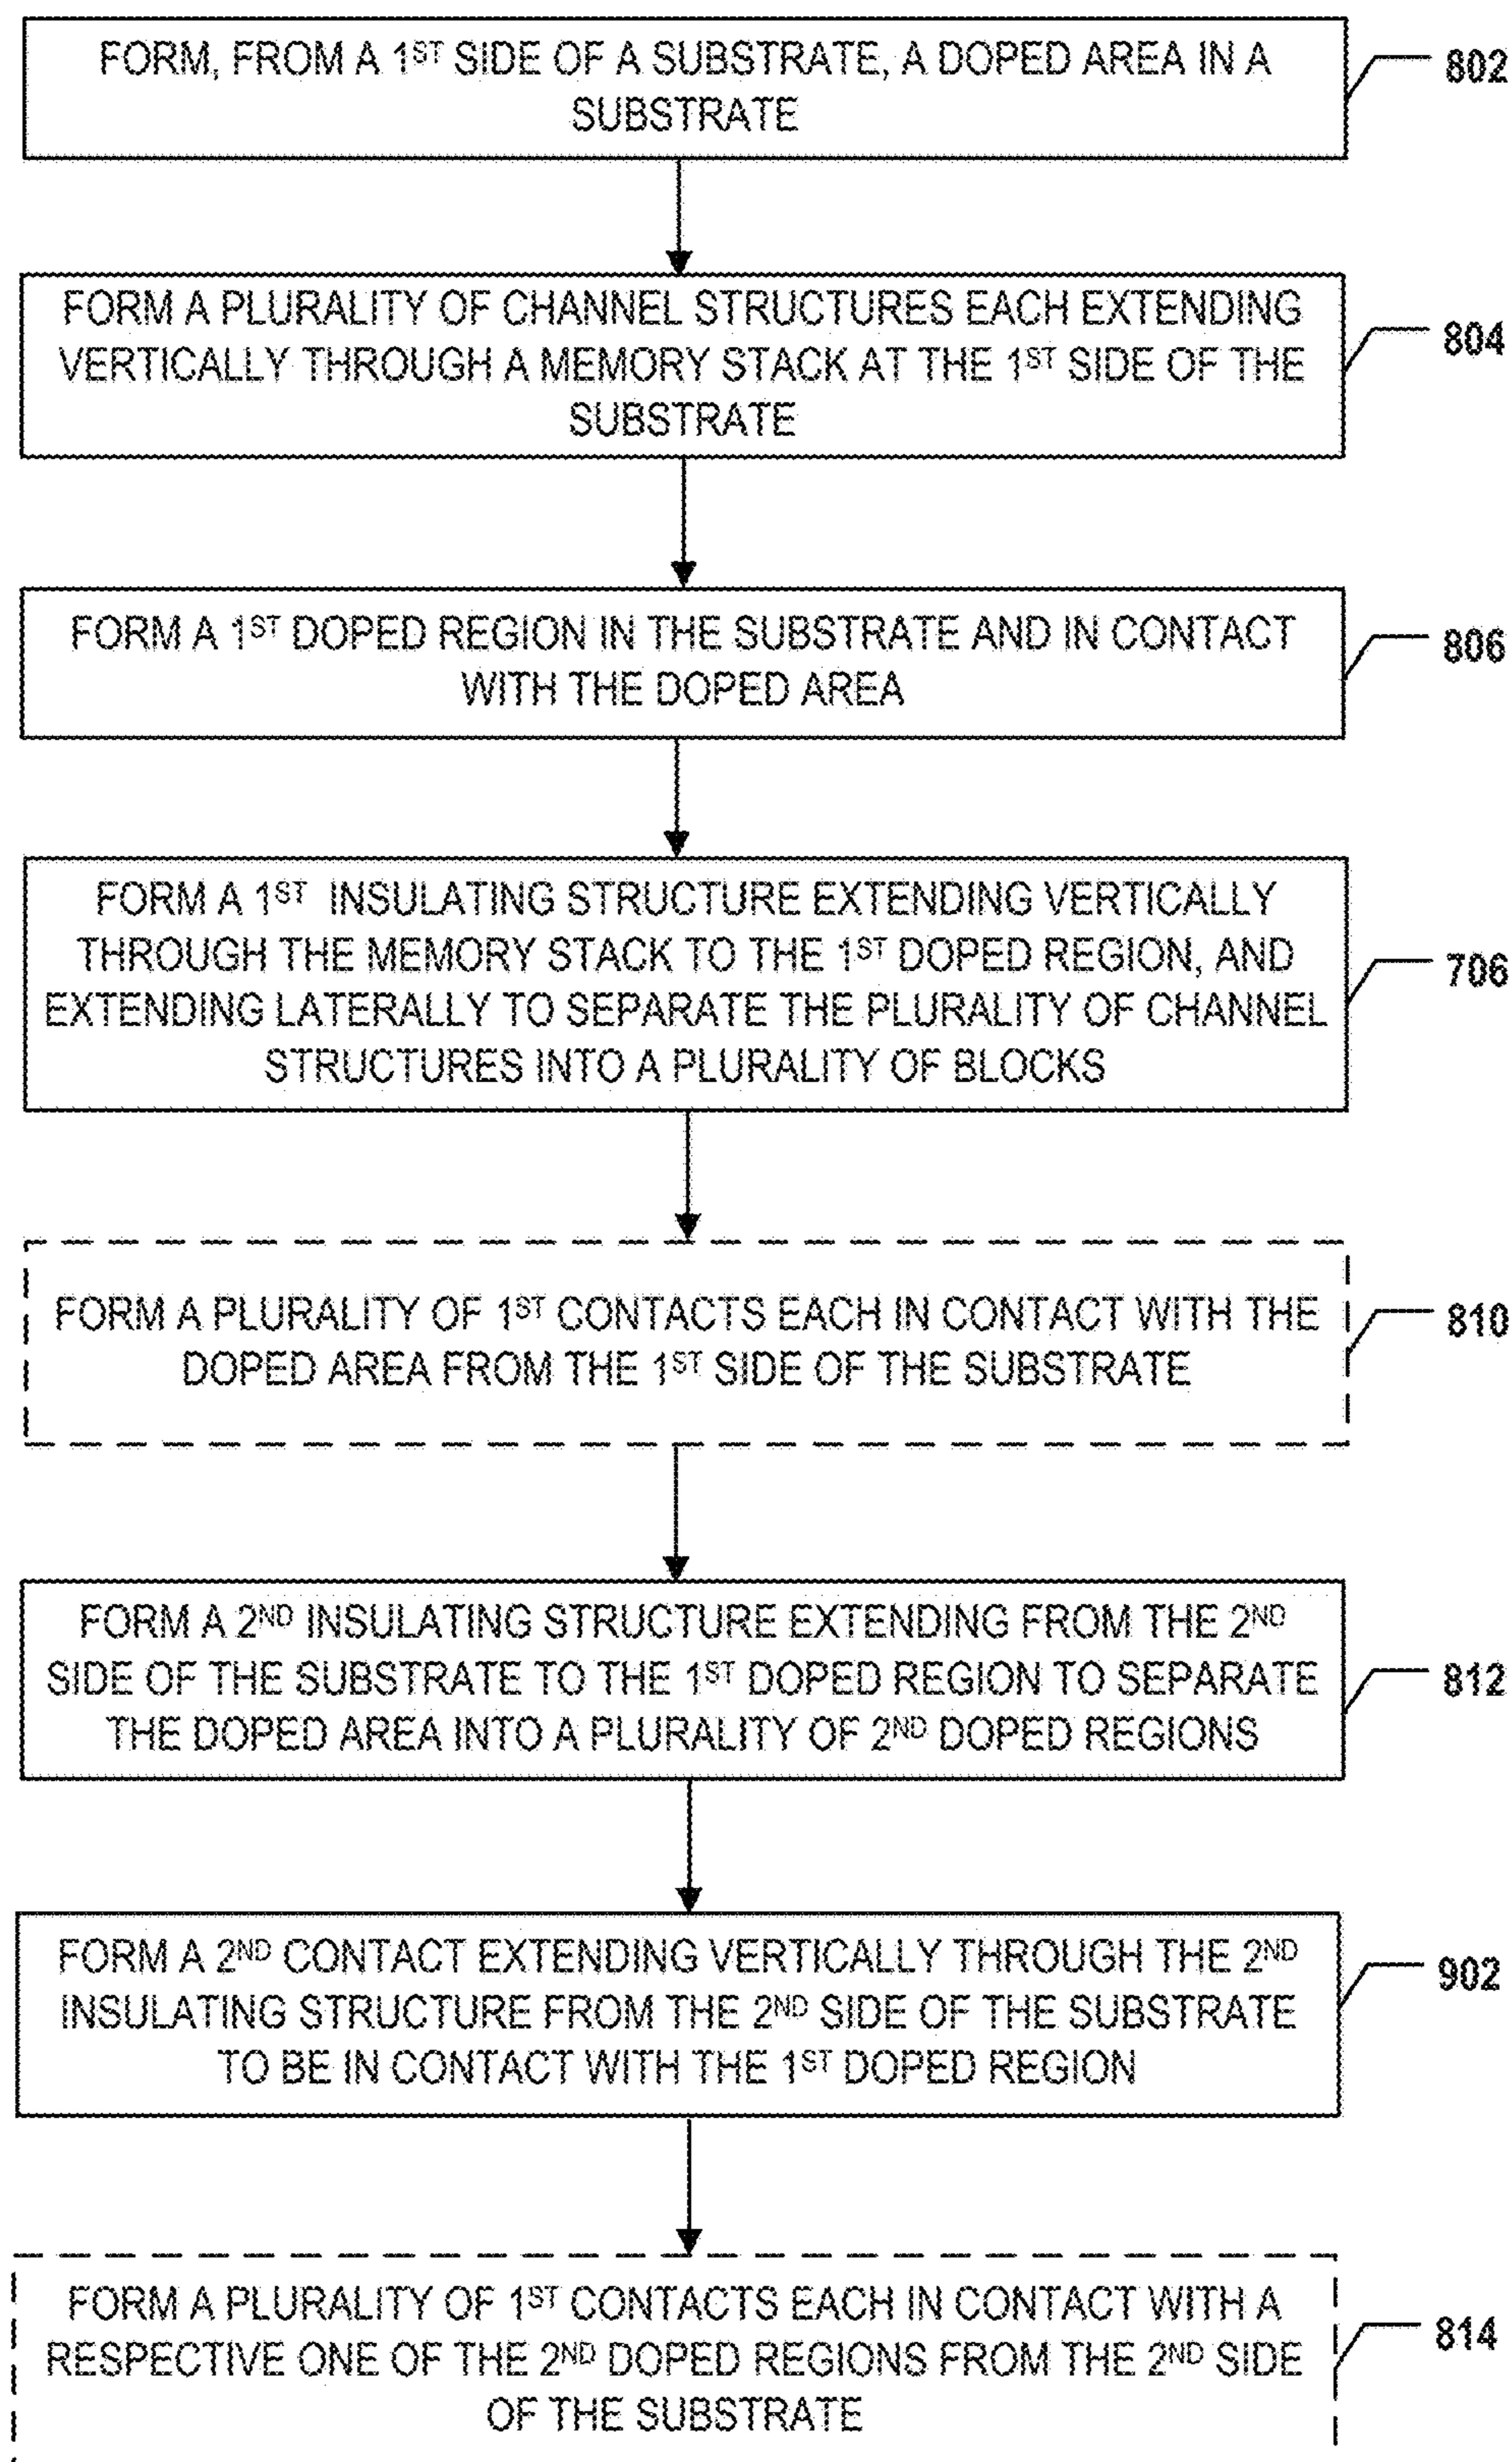 FORM, FROM A 1ST SIDE OF A SUBSTRATE, A DOPED AREA IN A
SUBSTRATE
802
FORM A PLURALITY OF CHANNEL STRUCTURES EACH EXTENDING
VERTICALLY THROUGH A MEMORY STACK AT THE 1ST SIDE OF THE
SUBSTRATE
804
FORM A 1ST DOPED REGION IN THE SUBSTRATE AND IN CONTACT
WITH THE DOPED AREA
806
FORM A 1ST INSULATING STRUCTURE EXTENDING VERTICALLY
THROUGH THE MEMORY STACK TO THE 1ST DOPED REGION, AND
EXTENDING LATERALLY TO SEPARATE THE PLURALITY OF CHANNEL
STRUCTURES INTO A PLURALITY OF BLOCKS
706
FORM A PLURALITY OF 1ST CONTACTS EACH IN CONTACT WITH THE
DOPED AREA FROM THE 1ST SIDE OF THE SUBSTRATE
810
FORM A 2ND INSULATING STRUCTURE EXTENDING FROM THE 2ND
SIDE OF THE SUBSTRATE TO THE 1ST DOPED REGION TO SEPARATE
THE DOPED AREA INTO A PLURALITY OF 2ND DOPED REGIONS
812
FORM A 2ND CONTACT EXTENDING VERTICALLY THROUGH THE 2ND
INSULATING STRUCTURE FROM THE 2ND SIDE OF THE SUBSTRATE
TO BE IN CONTACT WITH THE 1ST DOPED REGION
902
FORM A PLURALITY OF 1ST CONTACTS EACH IN CONTACT WITH A
RESPECTIVE ONE OF THE 2ND DOPED REGIONS FROM THE 2ND SIDE
OF THE SUBSTRATE
814